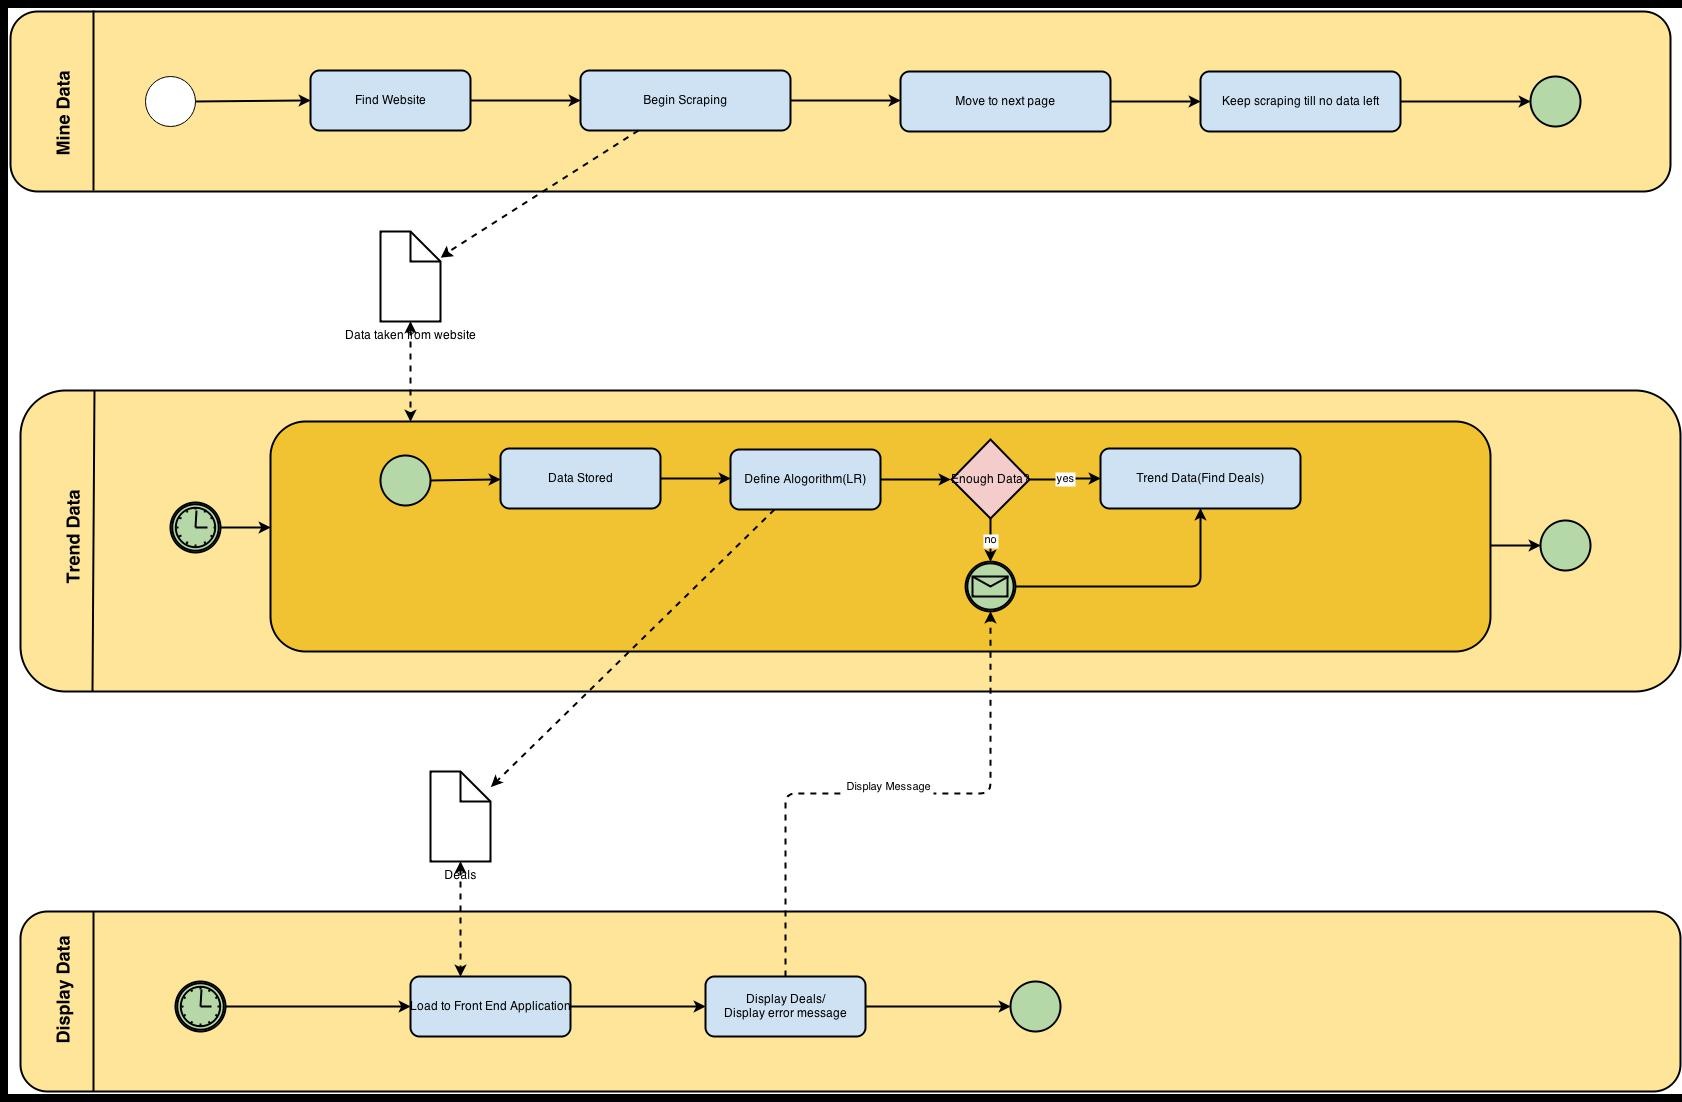 Mine Data
Find Website
Begin Scraping
Move to next page
Keep scraping till no data left
Data taken from website
Trend Data
Data Stored
Define Alogorithm(LR)
Enough Data?
yes
Trend Data(Find Deals)
no
Display Message
Deals
Display Data
Load to Front End Application
Display Deals/
Display error message